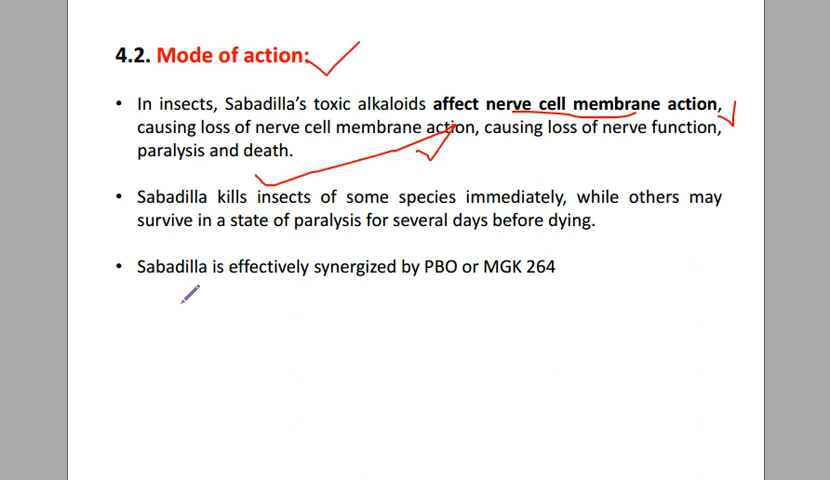 4.2. Mode of action:
• In insects, Sabadilla's toxic alkaloids affect nerve cell membrane action,
causing loss of nerve cell membrane action, causing loss of nerve function,
paralysis and death.
• Sabadilla kills insects of some species immediately, while others may
survive in a state of paralysis for several days before dying.
• Sabadilla is effectively synergized by PBO or MGK 264